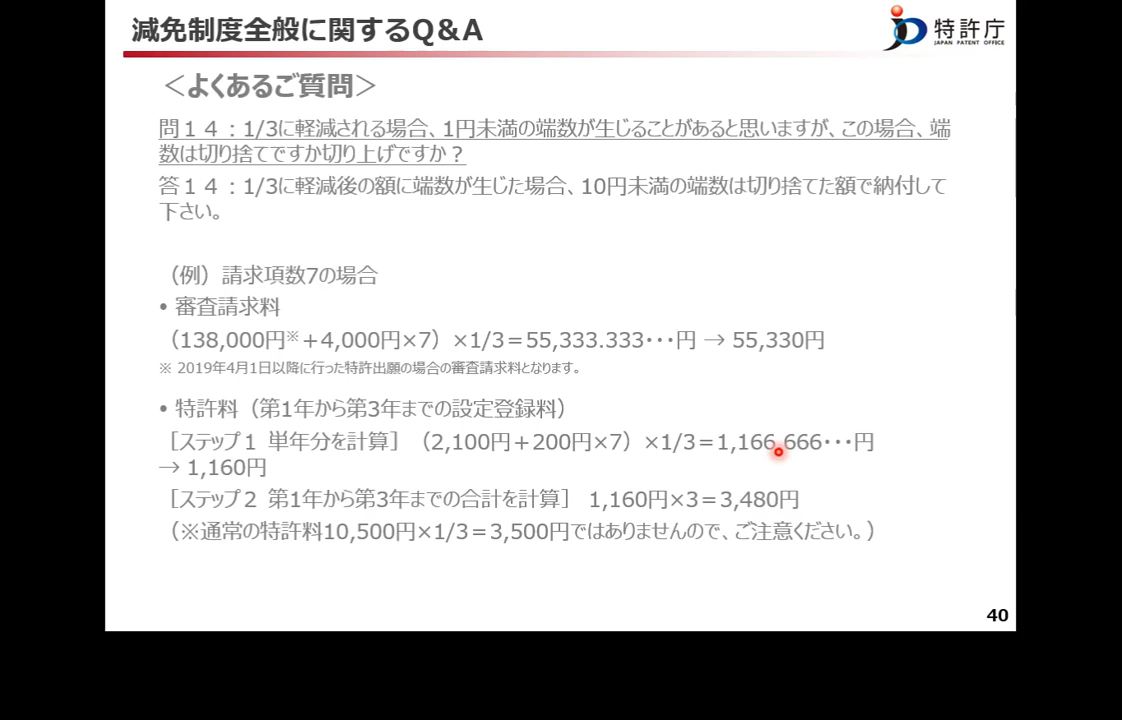 減免制度全般に関するQ&A
特許庁
JAPAN PATENT OFFICE
＜よくあるご質問＞
問１４：1/3に軽減される場合、1円未満の端数が生じることがあると思いますが、この場合、端
数は切り捨てですか切り上げですか？
答１４：1/3に軽減後の額に端数が生じた場合、10円未満の端数は切り捨てた額で納付して
下さい。
（例）請求項数7の場合
• 審査請求料
（138,000円※＋4,000円×7）×1/3＝55,333.333･･･円 → 55,330円
※ 2019年4月1日以降に行った特許出願の場合の審査請求料となります。
• 特許料（第1年から第3年までの設定登録料）
［ステップ１ 単年分を計算］（2,100円＋200円×7）×1/3＝1,166.666･･･円
→ 1,160円
［ステップ２ 第1年から第3年までの合計を計算］ 1,160円×3＝3,480円
（※通常の特許料10,500円×1/3＝3,500円ではありませんので、ご注意ください。）
40